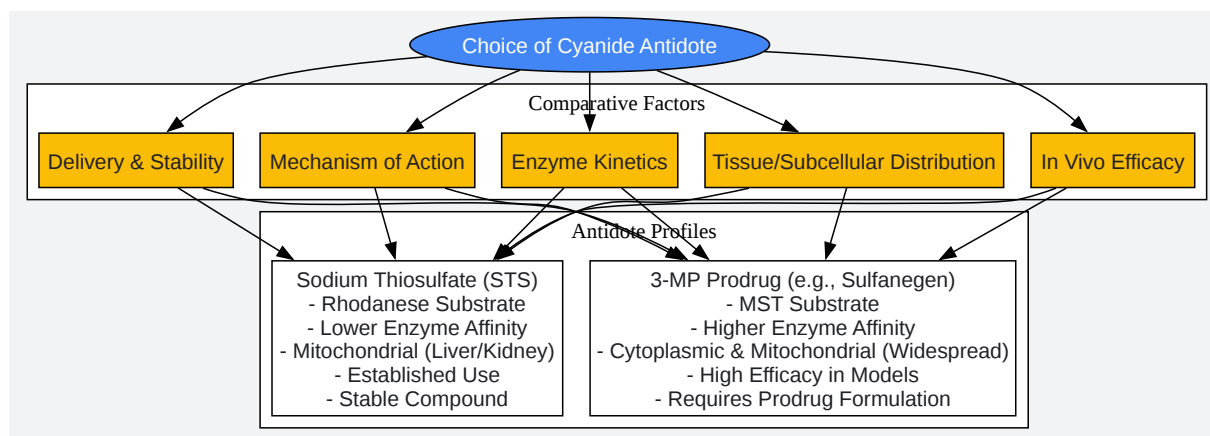 Choice of Cyanide Antidote
Comparative Factors
Delivery & Stability
Mechanism of Action
Enzyme Kinetics
Tissue/Subcellular Distribution
In Vivo Efficacy
Antidote Profiles
Sodium Thiosulfate (STS)
- Rhodanese Substrate
- Lower Enzyme Affinity
- Mitochondrial (Liver/Kidney)
- Established Use
- Stable Compound
3-MP Prodrug (e.g., Sulfanegen)
- MST Substrate
- Higher Enzyme Affinity
- Cytoplasmic & Mitochondrial (Widespread)
- High Efficacy in Models
- Requires Prodrug Formulation